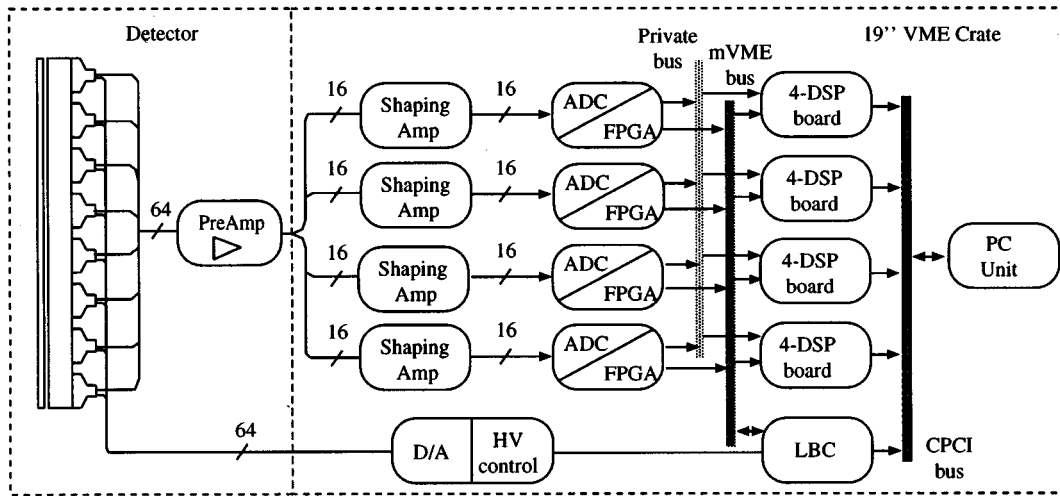 Detector
Private
bus
mVME
bus
19'' VME Crate
16
Shaping
Amp
16
ADC
FPGA
4-DSP
board
16
Shaping
Amp
16
ADC
FPGA
4-DSP
board
64
PreAmp
16
Shaping
Amp
16
ADC
FPGA
4-DSP
board
PC
Unit
16
Shaping
Amp
16
ADC
FPGA
4-DSP
board
64
D/A
HV
control
LBC
CPCI
bus